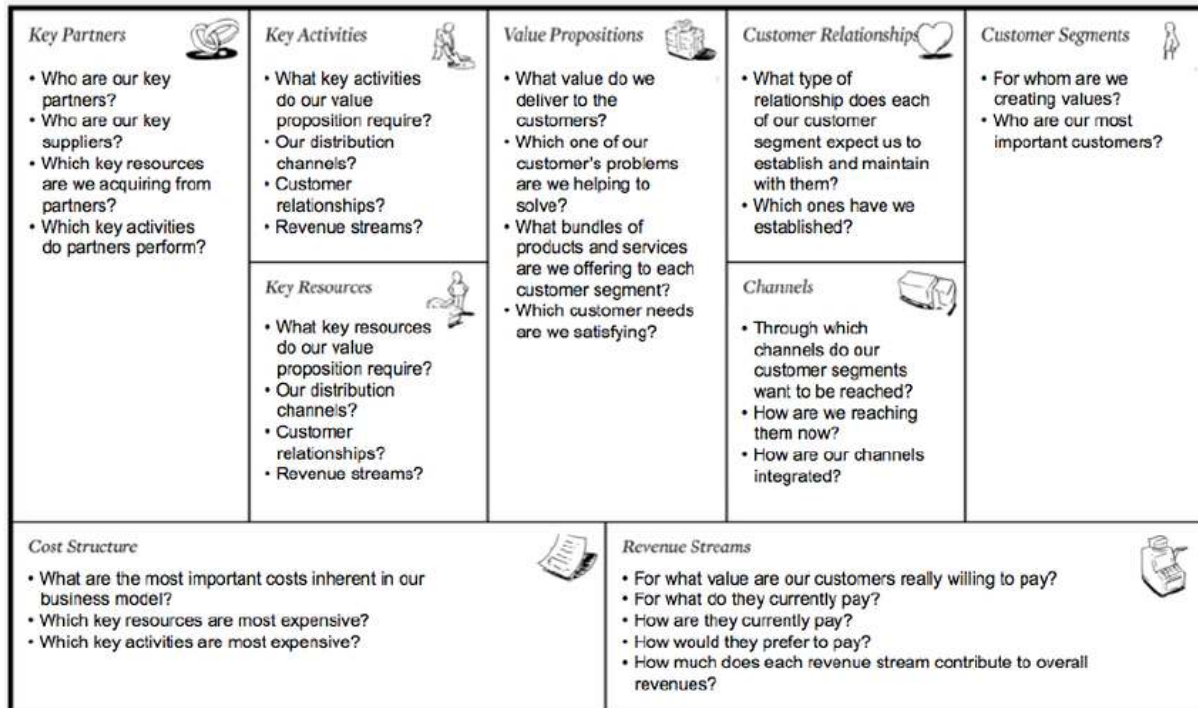 Key Partners
• Who are our key
partners?
• Who are our key
suppliers?
• Which key resources
are we acquiring from
partners?
• Which key activities
do partners perform?
Key Activities
• What key activities
do our value
proposition require?
• Our distribution
channels?
• Customer
relationships?
• Revenue streams?
Key Resources
• What key resources
do our value
proposition require?
• Our distribution
channels?
• Customer
relationships?
• Revenue streams?
Value Propositions
• What value do we
deliver to the
customers?
• Which one of our
customer's problems
are we helping to
solve?
• What bundles of
products and services
are we offering to each
customer segment?
• Which customer needs
are we satisfying?
Customer Relationships
• What type of
relationship does each
of our customer
segment expect us to
establish and maintain
with them?
• Which ones have we
established?
Channels
• Through which
channels do our
customer segments
want to be reached?
• How are we reaching
them now?
• How are our channels
integrated?
Customer Segments
• For whom are we
creating values?
• Who are our most
important customers?
Cost Structure
• What are the most important costs inherent in our
business model?
• Which key resources are most expensive?
• Which key activities are most expensive?
Revenue Streams
• For what value are our customers really willing to pay?
• For what do they currently pay?
• How are they currently pay?
• How would they prefer to pay?
• How much does each revenue stream contribute to overall
revenues?